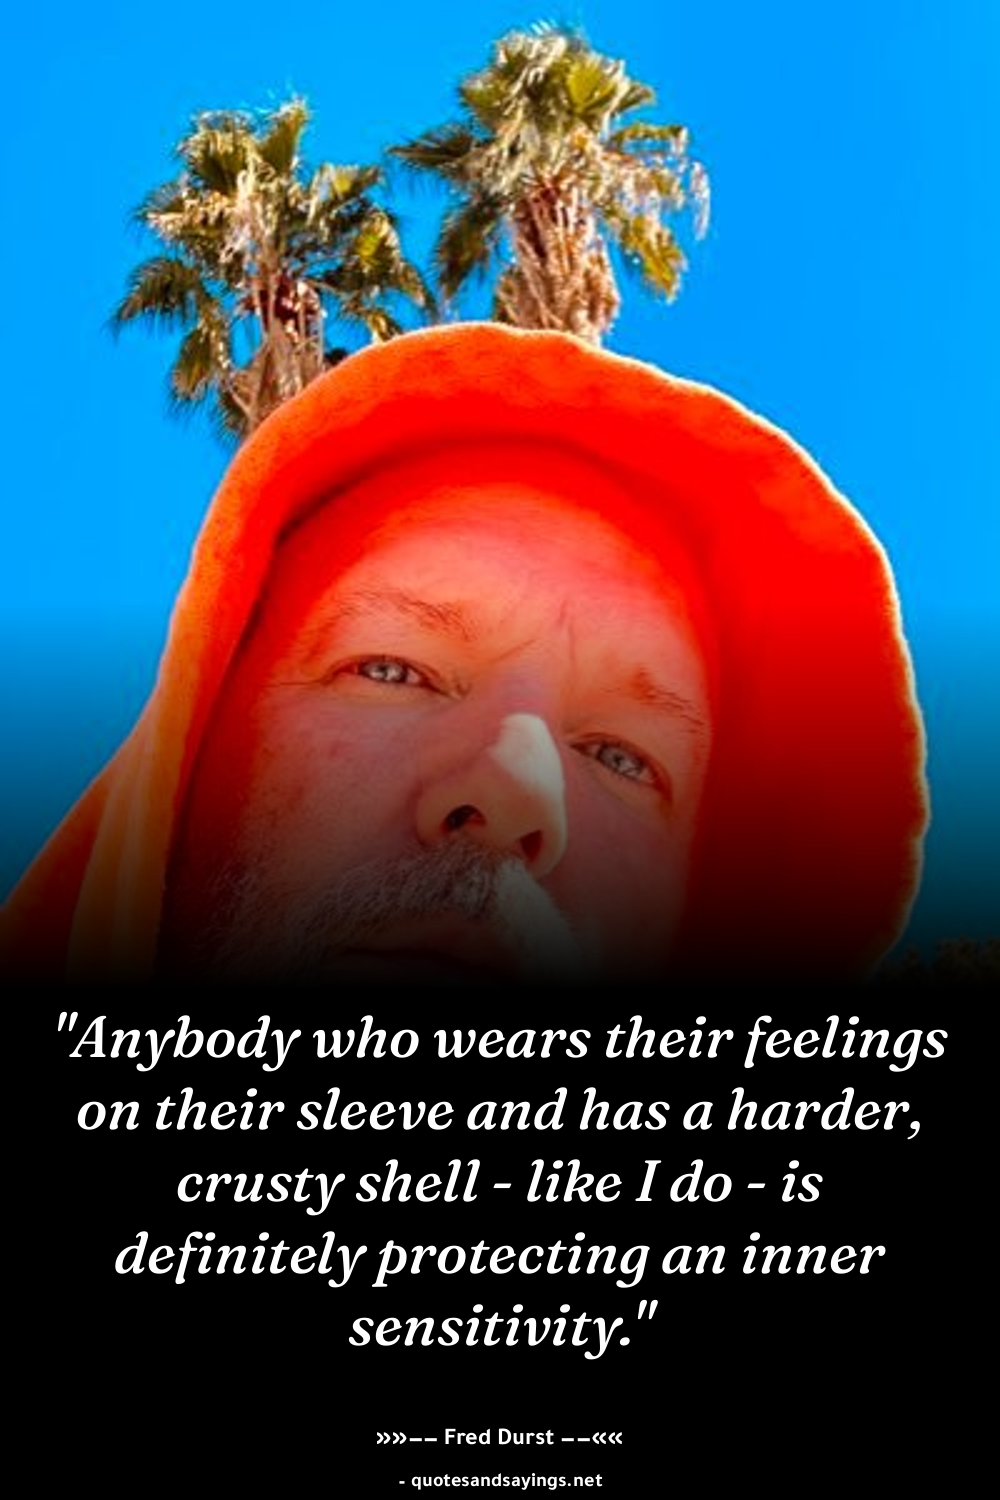 "Anybody who wears their feelings
on their sleeve and has a harder,
crusty shell - like I do - is
definitely protecting an inner
sensitivity."
»»–– Fred Durst ––««
- quotesandsayings.net